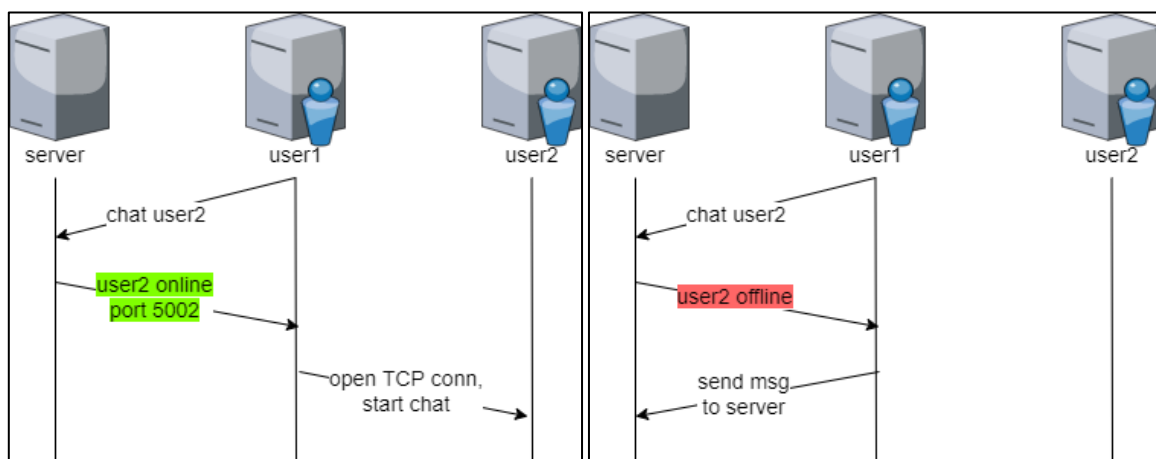 server
user1
user2
chat user2
user2 online
port 5002
open TCP conn,
start chat
server
user1
user2
chat user2
user2 offline
send msg
to server